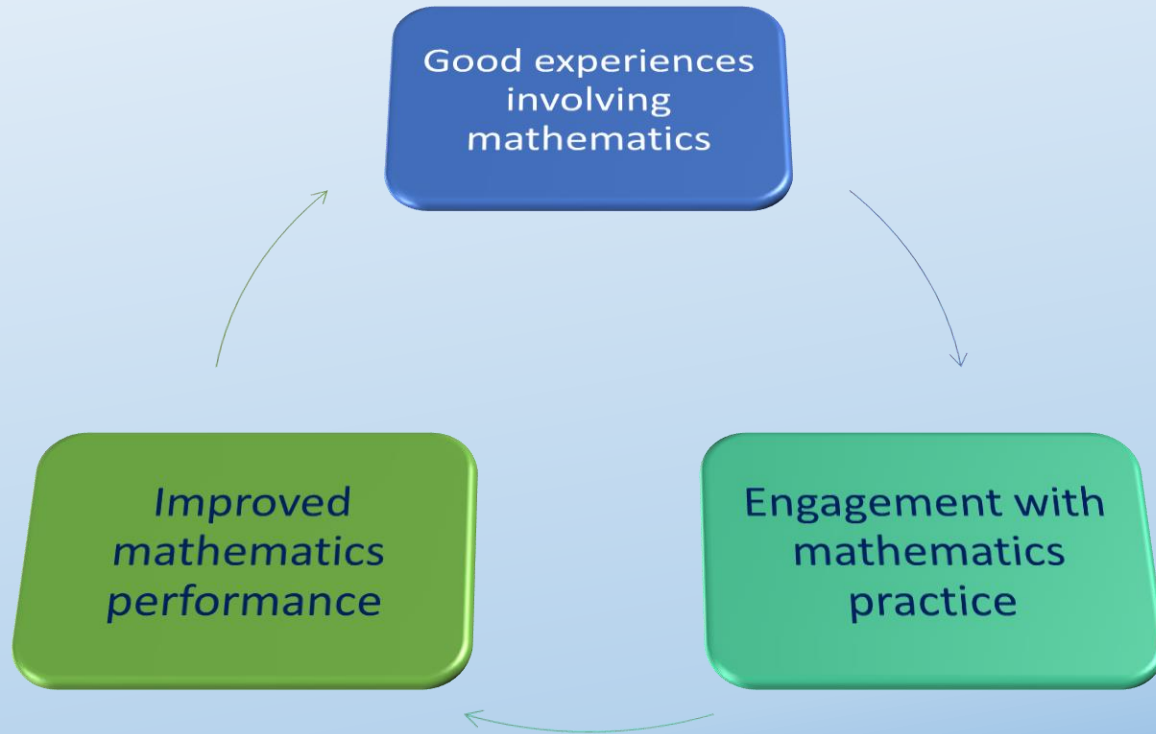 Good experiences
involving
mathematics
Improved
mathematics
performance
Engagement with
mathematics
practice